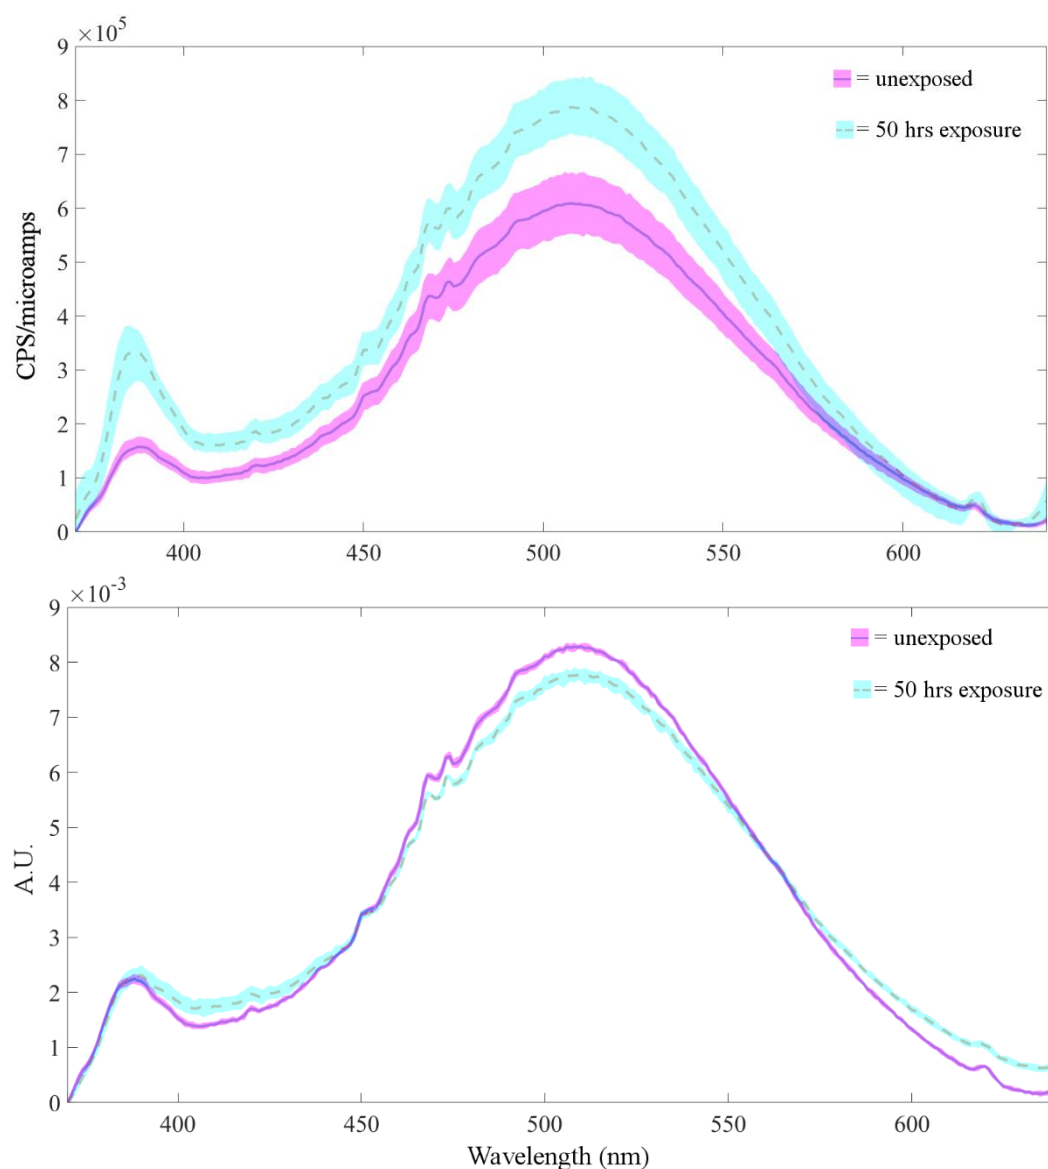 ×10⁵
9
8
7
6
5
4
3
2
1
0
CPS/microamps
= unexposed
= 50 hrs exposure
400 450 500 550 600
×10⁻³
9
8
7
6
5
4
3
2
1
0
A.U.
= unexposed
= 50 hrs exposure
400 450 500 550 600
Wavelength (nm)